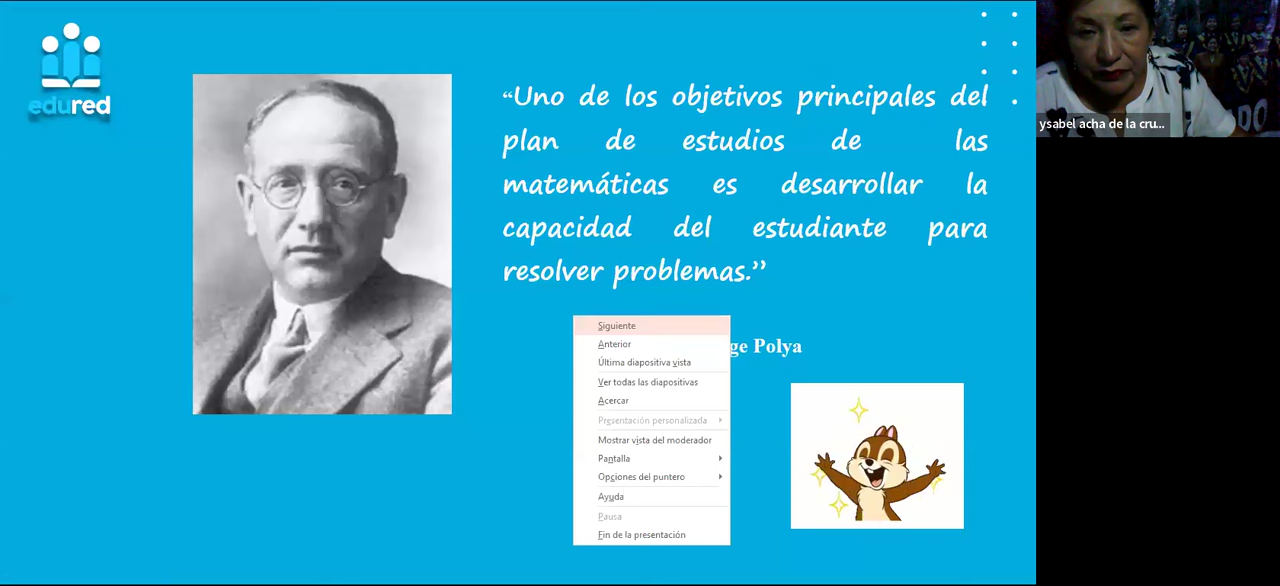 edured
“Uno de los objetivos principales del
plan de estudios de las
matemáticas es desarrollar la
capacidad del estudiante para
resolver problemas.”
ge Polya
Siguiente
Anterior
Última diapositiva vista
Ver todas las diapositivas
Acercar
Presentación personalizada
Mostrar vista del moderador
Pantalla
Opciones del puntero
Ayuda
Pausa
Fin de la presentación
ysabel acha de la cru...